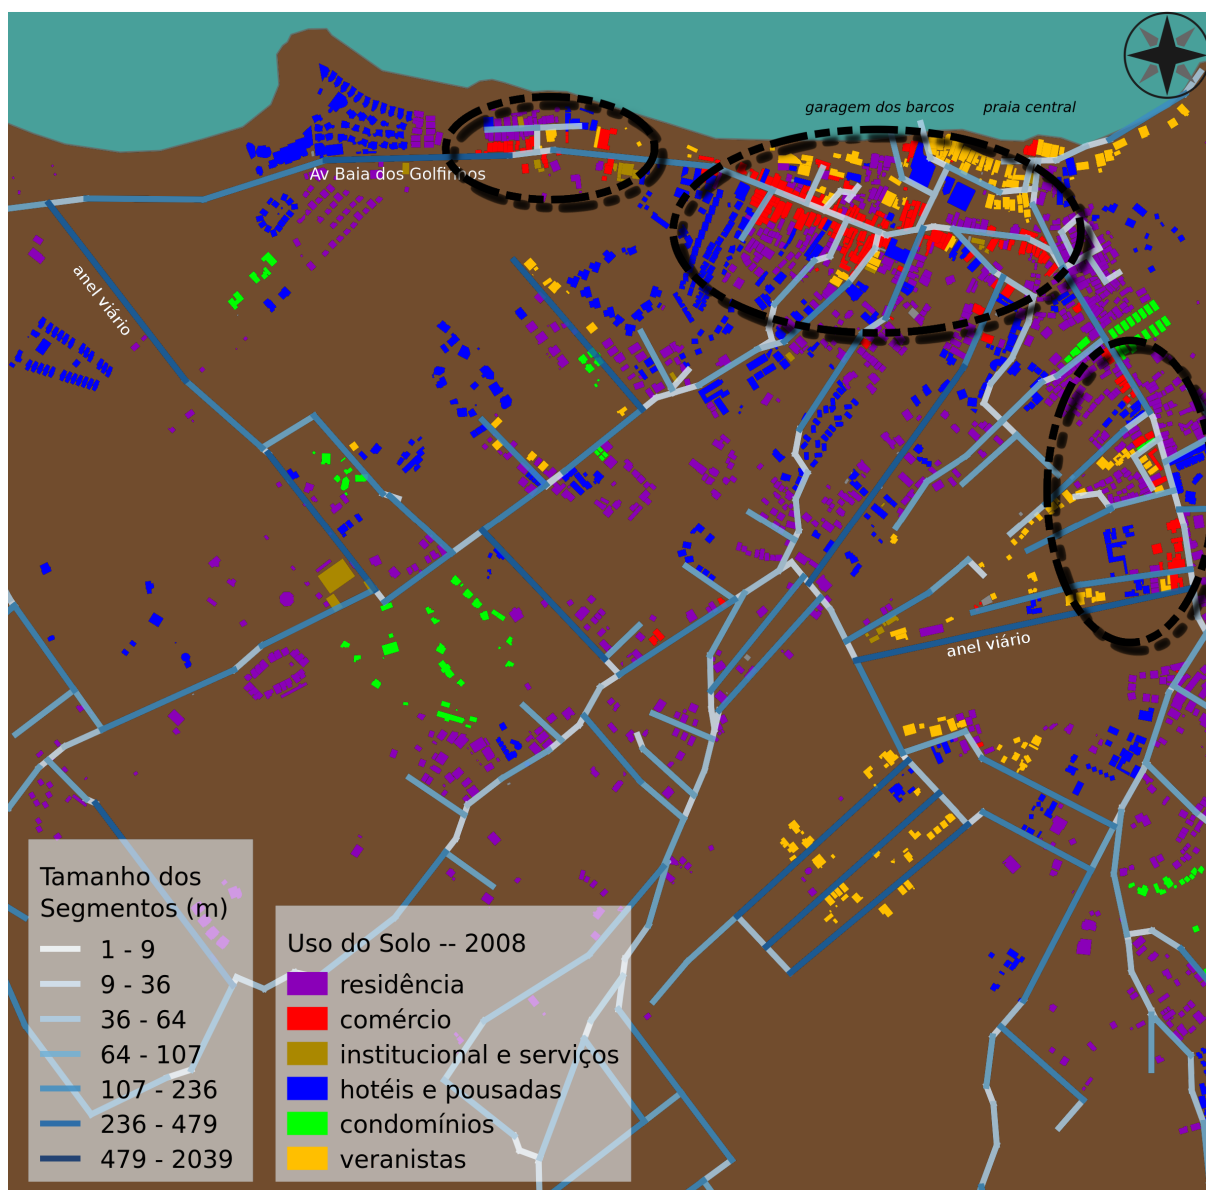 garagem dos barcos praia central
Av Baia dos Golfinhos
anel viário
anel viário
Tamanho dos
Segmentos (m)
1 - 9
9 - 36
36 - 64
64 - 107
107 - 236
236 - 479
479 - 2039
Uso do Solo -- 2008
residência
comércio
institucional e serviços
hotéis e pousadas
condomínios
veranistas